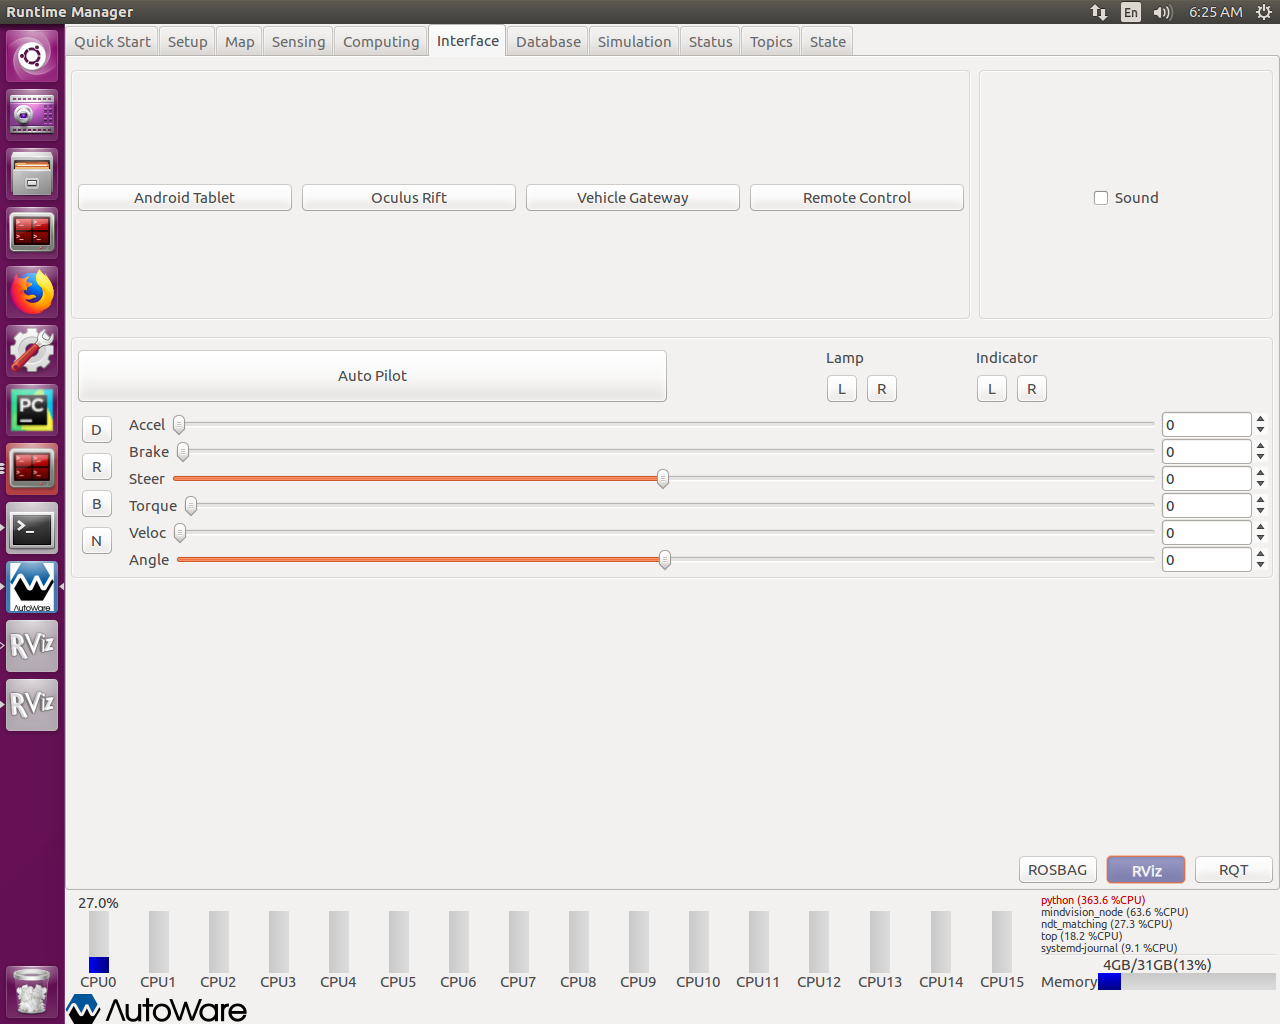 Runtime Manager
En
6:25 AM
Quick Start Setup Map Sensing Computing Interface Database Simulation Status Topics State
Android Tablet Oculus Rift Vehicle Gateway Remote Control Sound
Auto Pilot
Lamp Indicator
L R L R
D Accel 0
Brake 0
R Steer 0
B Torque 0
Veloc 0
N Angle 0
PC
AutoWare
RViz
RViz
ROSBAG RViz RQT
27.0%
CPU0 CPU1 CPU2 CPU3 CPU4 CPU5 CPU6 CPU7 CPU8 CPU9 CPU10 CPU11 CPU12 CPU13 CPU14 CPU15
python (363.6 %CPU)
mindvision_node (63.6 %CPU)
ndt_matching (27.3 %CPU)
top (18.2 %CPU)
systemd-journal (9.1 %CPU)
4GB/31GB(13%)
Memory
AutoWare